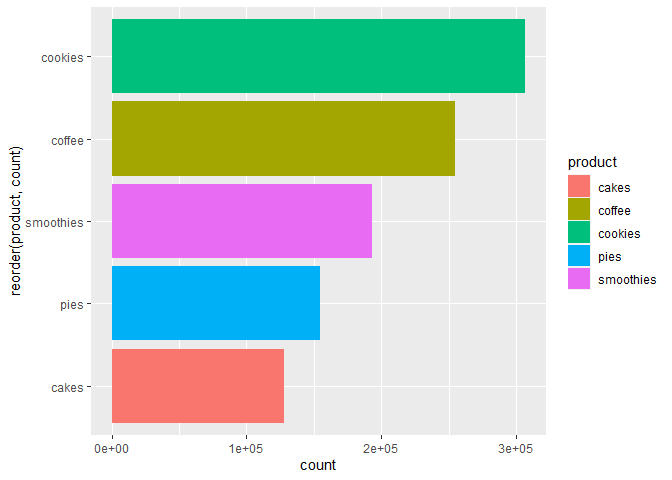 reorder(product, count)
cookies
coffee
smoothies
pies
cakes
0e+00 1e+05 2e+05 3e+05
count
product
cakes
coffee
cookies
pies
smoothies